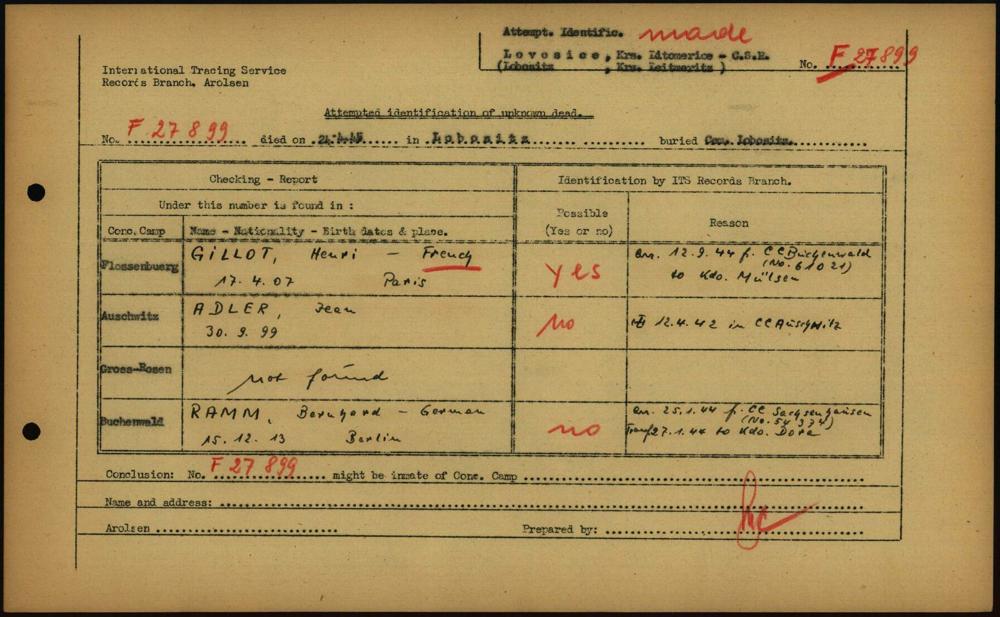 Attempt. Identific. made
Lovosice, Krs. Litomerice - C.S.R.
(Lobositz , Krs. Leitmeritz ) No. F 27899
International Tracing Service
Records Branch. Arolsen
Attempted identification of unknown dead.
No. F 27899 died on in Lobositz buried Cem. Lobositz.
Checking - Report Identification by ITS Records Branch.
Under this number is found in :
Conc. Camp Name - Nationality - Birth dates & place. Possible (Yes or no) Reason
Flossenbuerg GILLOT, Henri - French
17.4.07 Paris
yes
arr. 12.9.44 f. CC Buchenwald
(No. 61021)
to Kdo. Mülsen
Auschwitz ADLER, Jean
30.9.99
no
12.4.42 in CC Auschwitz
Gross-Rosen
not found
Buchenwald RAMM, Bernhard - German
15.12.13 Berlin
no
arr. 25.1.44 f. CC Sachsenhausen
(No. 54374)
Transf 27.1.44 to Kdo. Dora
Conclusion: No. F 27899 might be inmate of Conc. Camp
Name and address:
Arolsen Prepared by: